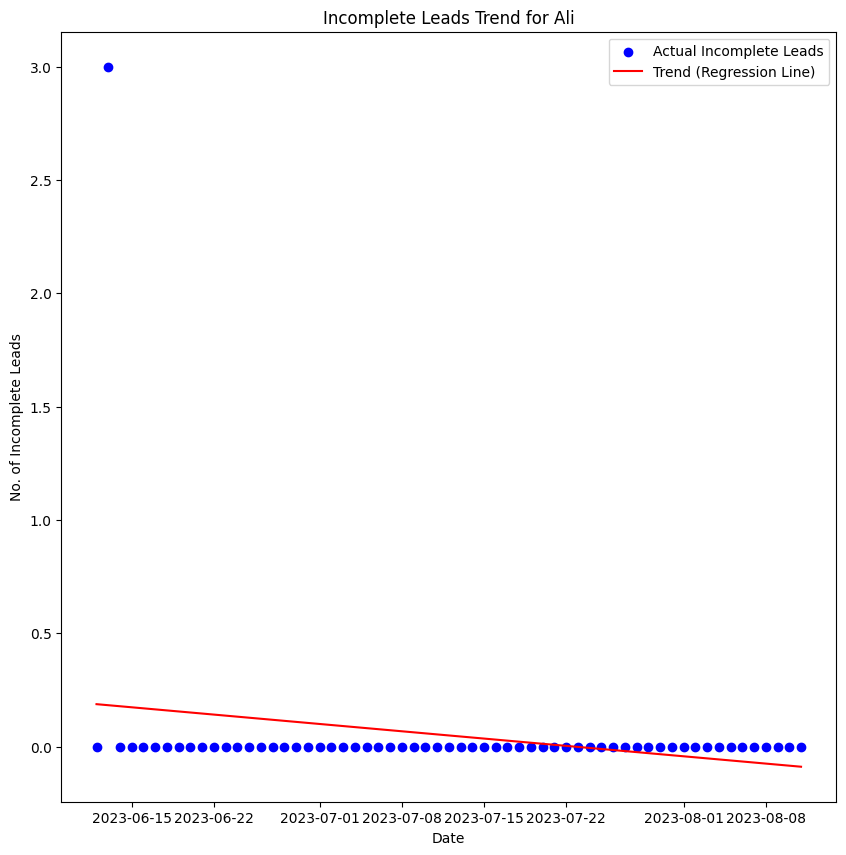 Incomplete Leads Trend for Ali
Actual Incomplete Leads
Trend (Regression Line)
3.0
2.5
2.0
1.5
1.0
0.5
0.0
No. of Incomplete Leads
2023-06-15 2023-06-22 2023-07-01 2023-07-08 2023-07-15 2023-07-22 2023-08-01 2023-08-08
Date